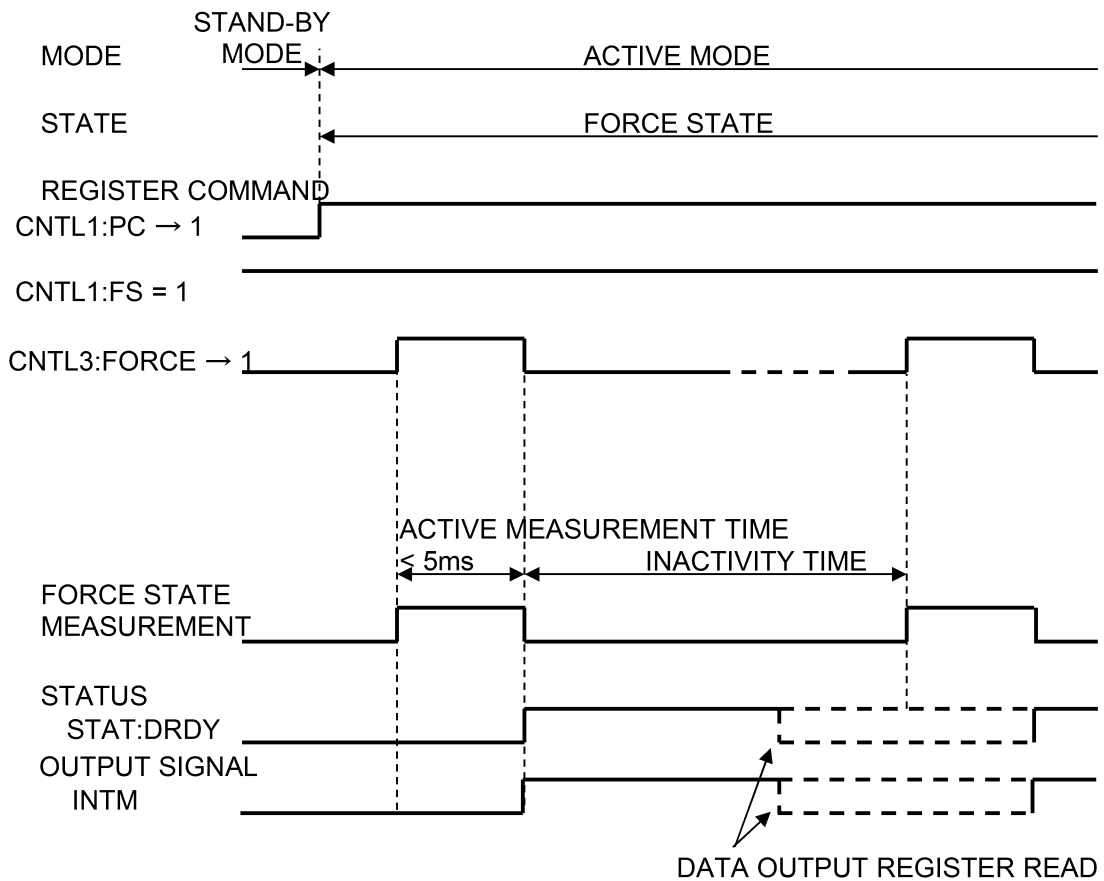 STAND-BY
MODE MODE ACTIVE MODE
STATE FORCE STATE
REGISTER COMMAND
CNTL1:PC → 1
CNTL1:FS = 1
CNTL3:FORCE → 1
ACTIVE MEASUREMENT TIME
< 5ms INACTIVITY TIME
FORCE STATE
MEASUREMENT
STATUS
STAT:DRDY
OUTPUT SIGNAL
INTM
DATA OUTPUT REGISTER READ